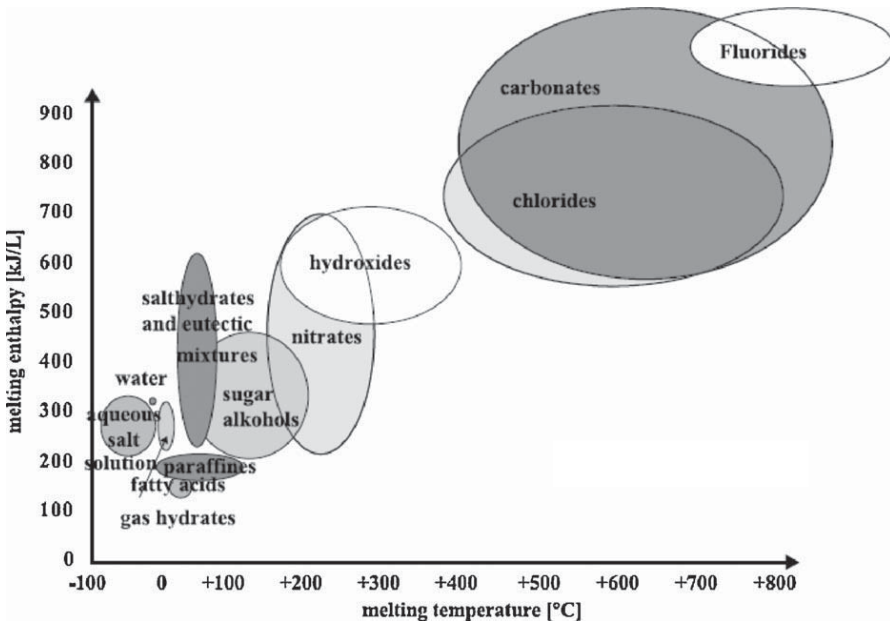 Fluorides
carbonates
900
800
chlorides
700
hydroxides
600
salthydrates
500
and eutectic
nitrates
400
mixtures
water
sugar
300
aqueous
alkohols
salt
200
solution
paraffines
fatty acids
100
gas hydrates
0
melting enthalpy [kJ/L]
-100 0 +100 +200 +300 +400 +500 +600 +700 +800
melting temperature [°C]